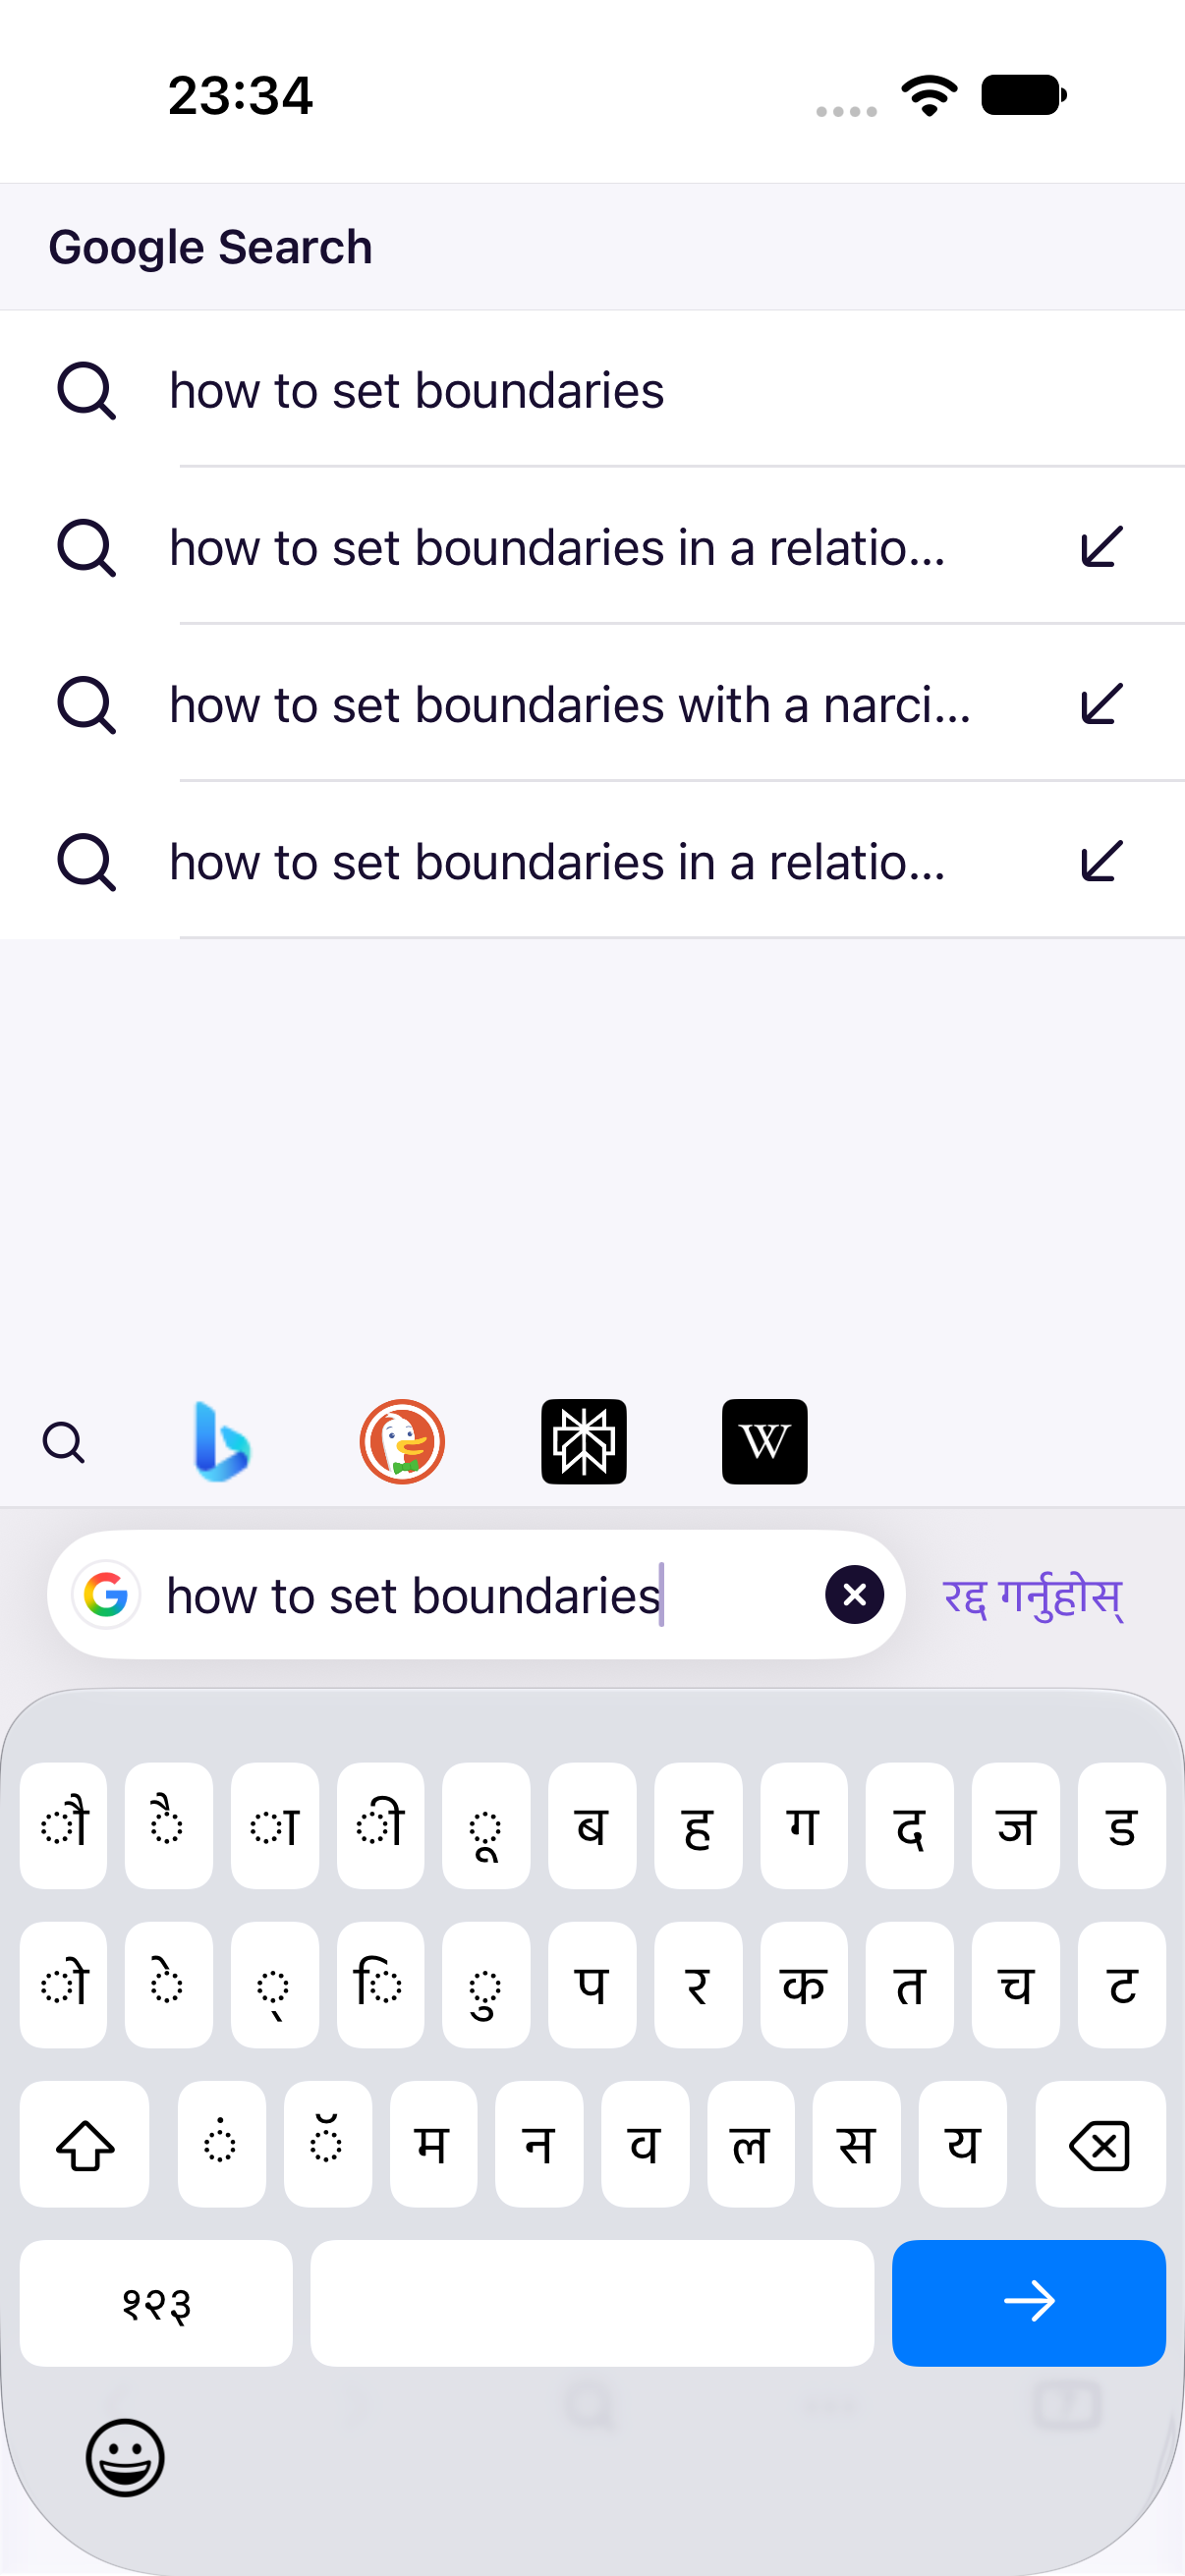 23:34
Google Search
how to set boundaries
how to set boundaries in a relatio...
how to set boundaries with a narci...
how to set boundaries in a relatio...
W
how to set boundaries
रद्द गर्नुहोस्
ौ ै ा ी ू ब ह ग द ज ड
ो े ् ि ु प र क त च ट
ं ॅ म न व ल स य
१२३